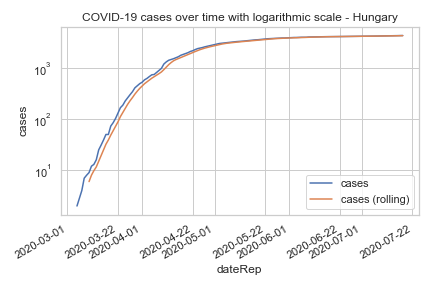 COVID-19 cases over time with logarithmic scale - Hungary
cases
10³
10²
10¹
cases
cases (rolling)
2020-03-01
2020-03-22
2020-04-01
2020-04-22
2020-05-01
2020-05-22
2020-06-01
2020-06-22
2020-07-01
2020-07-22
dateRep